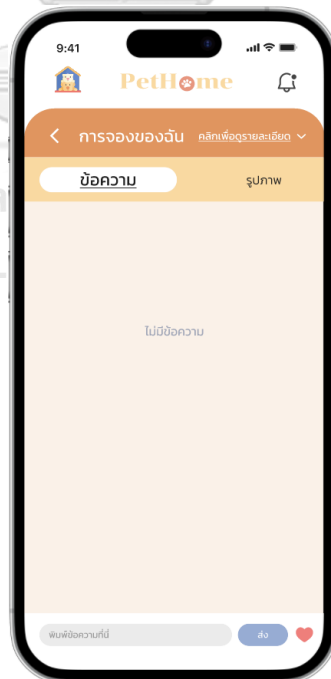 9:41
PetHome
การจองของฉัน คลิกเพื่อดูรายละเอียด
ข้อความ รูปภาพ
ไม่มีข้อความ
พิมพ์ข้อความที่นี่ ส่ง